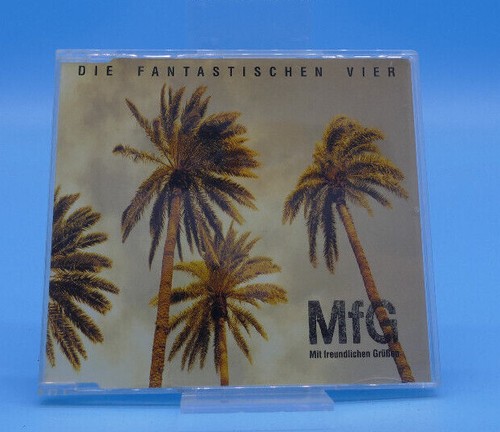 DIE FANTASTISCHEN VIER
MfG
Mit freundlichen Grüßen